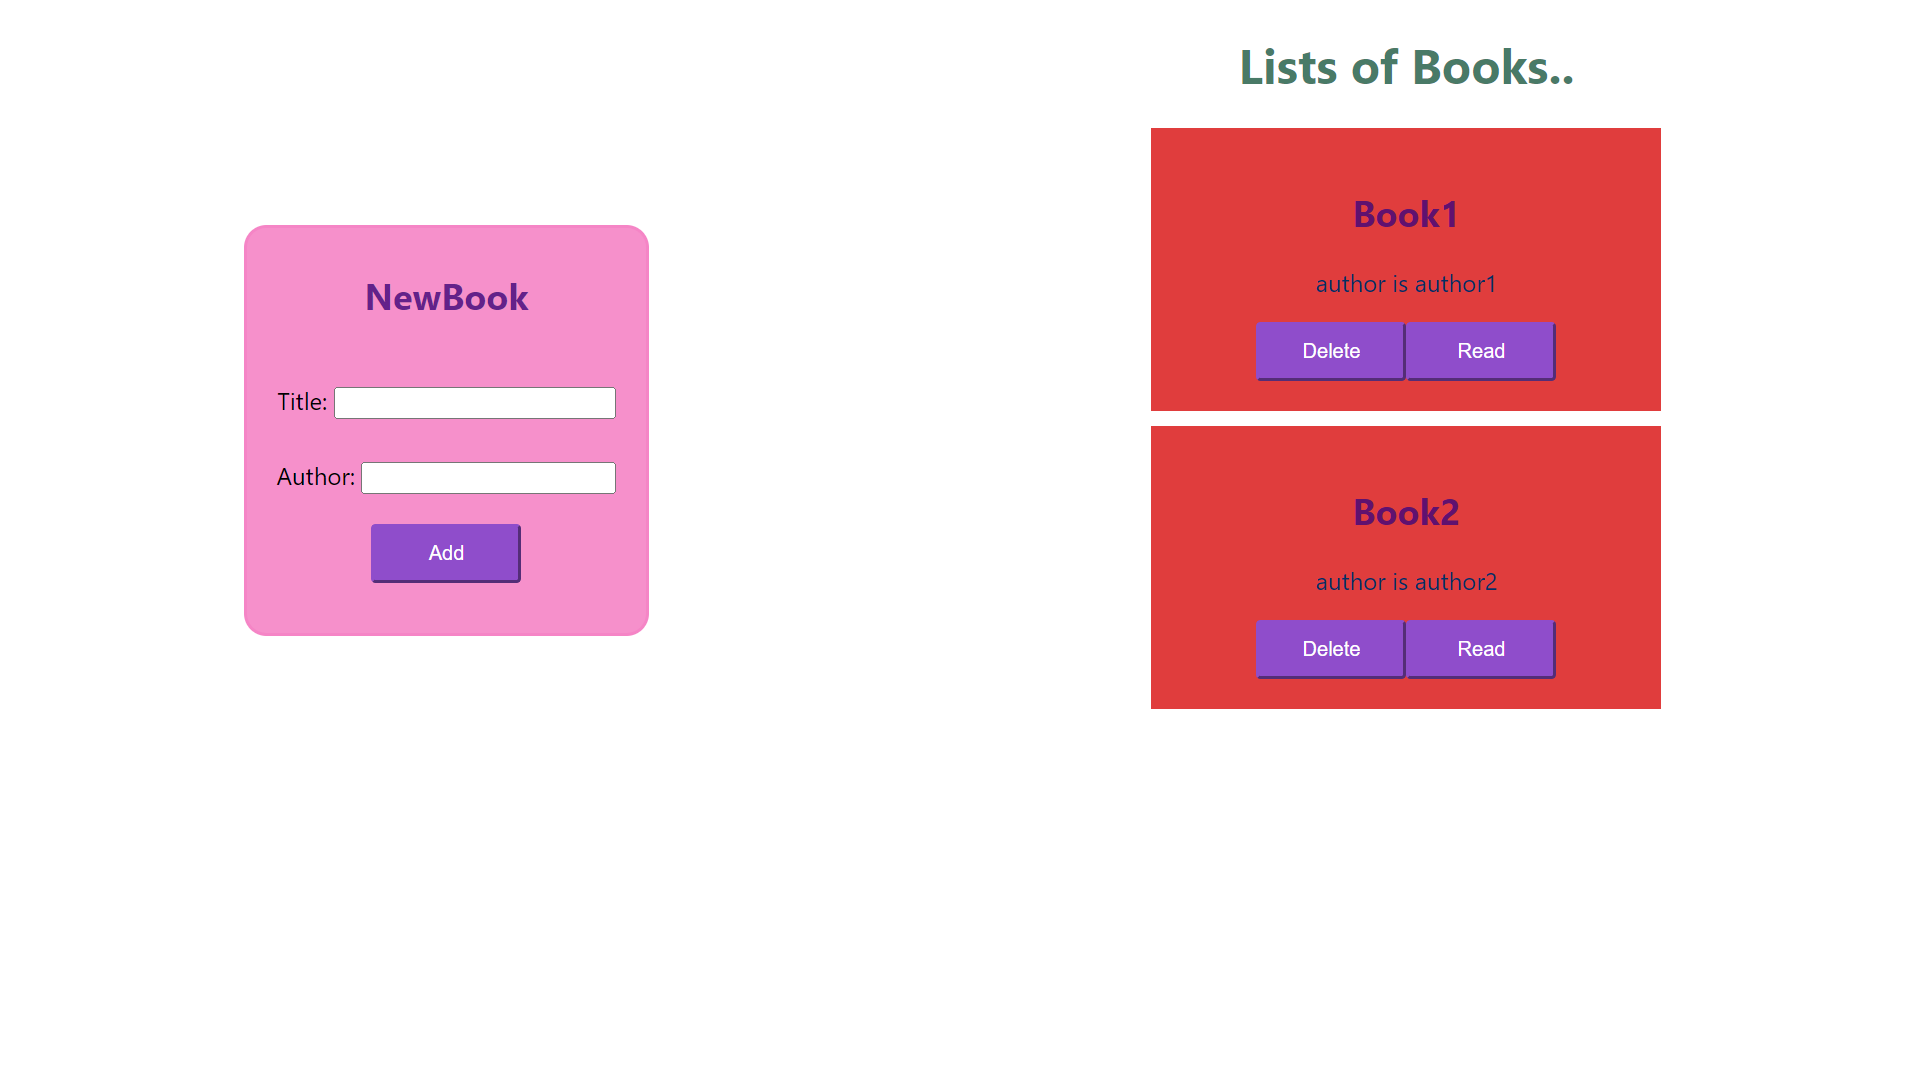 NewBook
Title:
Author:
Add
Lists of Books..
Book1
author is author1
Delete Read
Book2
author is author2
Delete Read